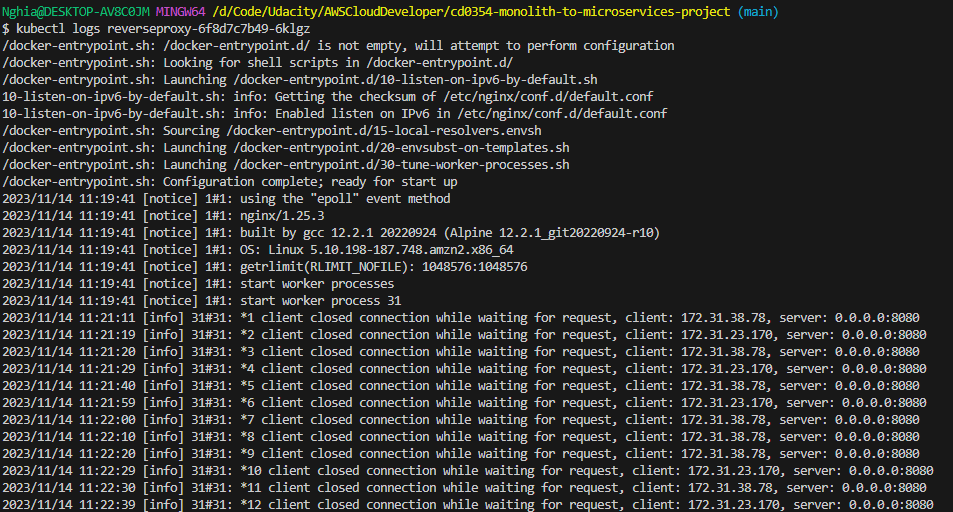 Nghia@DESKTOP-AV8C0JM MINGW64 /d/Code/Udacity/AWSCloudDeveloper/cd0354-monolith-to-microservices-project (main)
$ kubectl logs reverseproxy-6f8d7c7b49-6klgz
/docker-entrypoint.sh: /docker-entrypoint.d/ is not empty, will attempt to perform configuration
/docker-entrypoint.sh: Looking for shell scripts in /docker-entrypoint.d/
/docker-entrypoint.sh: Launching /docker-entrypoint.d/10-listen-on-ipv6-by-default.sh
10-listen-on-ipv6-by-default.sh: info: Getting the checksum of /etc/nginx/conf.d/default.conf
10-listen-on-ipv6-by-default.sh: info: Enabled listen on IPv6 in /etc/nginx/conf.d/default.conf
/docker-entrypoint.sh: Sourcing /docker-entrypoint.d/15-local-resolvers.envsh
/docker-entrypoint.sh: Launching /docker-entrypoint.d/20-envsubst-on-templates.sh
/docker-entrypoint.sh: Launching /docker-entrypoint.d/30-tune-worker-processes.sh
/docker-entrypoint.sh: Configuration complete; ready for start up
2023/11/14 11:19:41 [notice] 1#1: using the "epoll" event method
2023/11/14 11:19:41 [notice] 1#1: nginx/1.25.3
2023/11/14 11:19:41 [notice] 1#1: built by gcc 12.2.1 20220924 (Alpine 12.2.1_git20220924-r10)
2023/11/14 11:19:41 [notice] 1#1: OS: Linux 5.10.198-187.748.amzn2.x86_64
2023/11/14 11:19:41 [notice] 1#1: getrlimit(RLIMIT_NOFILE): 1048576:1048576
2023/11/14 11:19:41 [notice] 1#1: start worker processes
2023/11/14 11:19:41 [notice] 1#1: start worker process 31
2023/11/14 11:21:11 [info] 31#31: *1 client closed connection while waiting for request, client: 172.31.38.78, server: 0.0.0.0:8080
2023/11/14 11:21:19 [info] 31#31: *2 client closed connection while waiting for request, client: 172.31.23.170, server: 0.0.0.0:8080
2023/11/14 11:21:20 [info] 31#31: *3 client closed connection while waiting for request, client: 172.31.38.78, server: 0.0.0.0:8080
2023/11/14 11:21:29 [info] 31#31: *4 client closed connection while waiting for request, client: 172.31.23.170, server: 0.0.0.0:8080
2023/11/14 11:21:40 [info] 31#31: *5 client closed connection while waiting for request, client: 172.31.38.78, server: 0.0.0.0:8080
2023/11/14 11:21:59 [info] 31#31: *6 client closed connection while waiting for request, client: 172.31.23.170, server: 0.0.0.0:8080
2023/11/14 11:22:00 [info] 31#31: *7 client closed connection while waiting for request, client: 172.31.38.78, server: 0.0.0.0:8080
2023/11/14 11:22:10 [info] 31#31: *8 client closed connection while waiting for request, client: 172.31.38.78, server: 0.0.0.0:8080
2023/11/14 11:22:20 [info] 31#31: *9 client closed connection while waiting for request, client: 172.31.38.78, server: 0.0.0.0:8080
2023/11/14 11:22:29 [info] 31#31: *10 client closed connection while waiting for request, client: 172.31.23.170, server: 0.0.0.0:8080
2023/11/14 11:22:30 [info] 31#31: *11 client closed connection while waiting for request, client: 172.31.38.78, server: 0.0.0.0:8080
2023/11/14 11:22:39 [info] 31#31: *12 client closed connection while waiting for request, client: 172.31.23.170, server: 0.0.0.0:8080